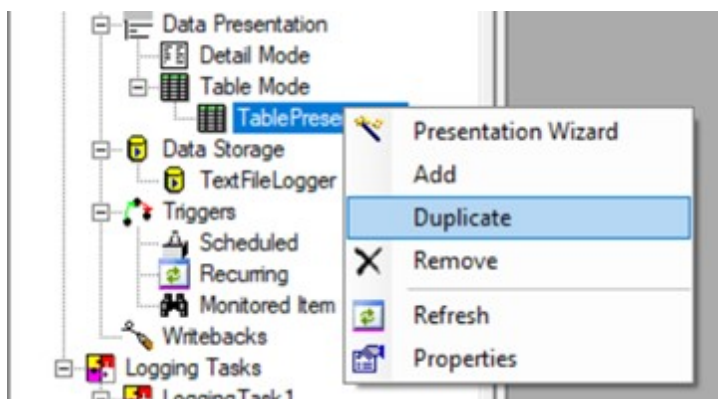 Data Presentation
Detail Mode
Table Mode
TablePrese
Presentation Wizard
Add
Duplicate
Remove
Refresh
Properties
Data Storage
TextFileLogger
Triggers
Scheduled
Recurring
Monitored Item
Writebacks
Logging Tasks
LoggingTask1